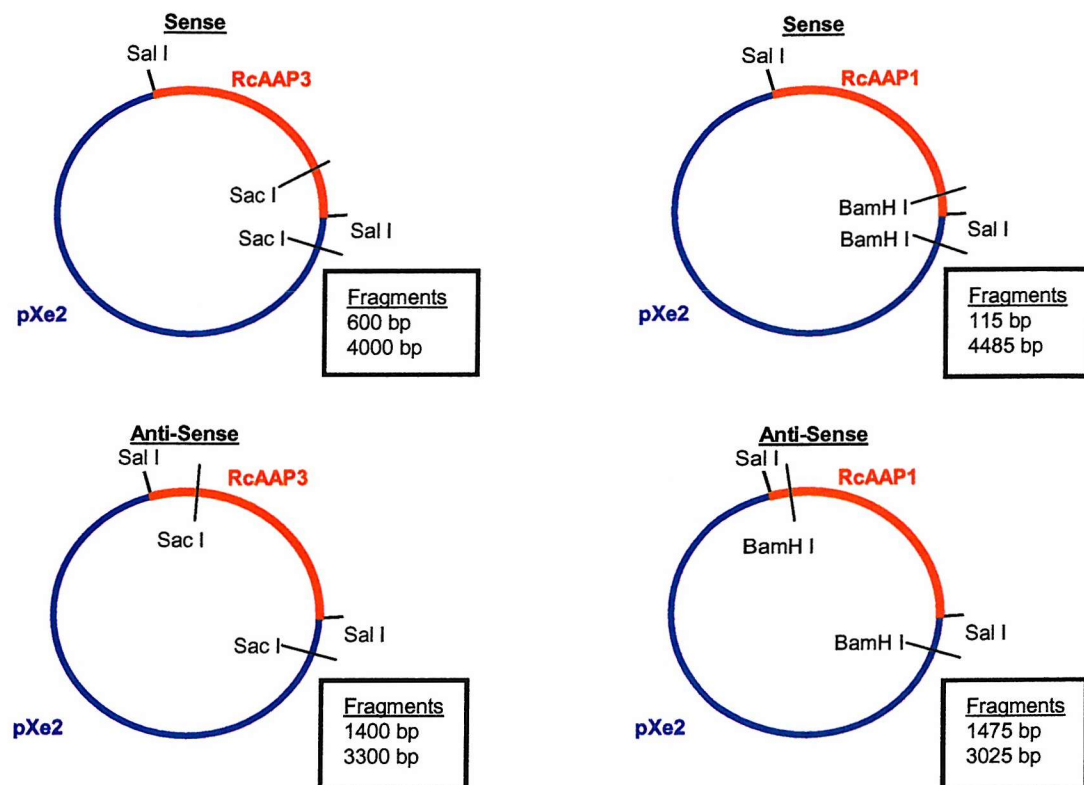 Sense
Sal I
RcAAP3
Sac I
Sal I
Sac I
pXe2
Fragments
600 bp
4000 bp
Sense
Sal I
RcAAP1
BamH I
Sal I
BamH I
pXe2
Fragments
115 bp
4485 bp
Anti-Sense
Sal I
RcAAP3
Sac I
Sal I
Sac I
pXe2
Fragments
1400 bp
3300 bp
Anti-Sense
Sal I
RcAAP1
BamH I
Sal I
BamH I
pXe2
Fragments
1475 bp
3025 bp